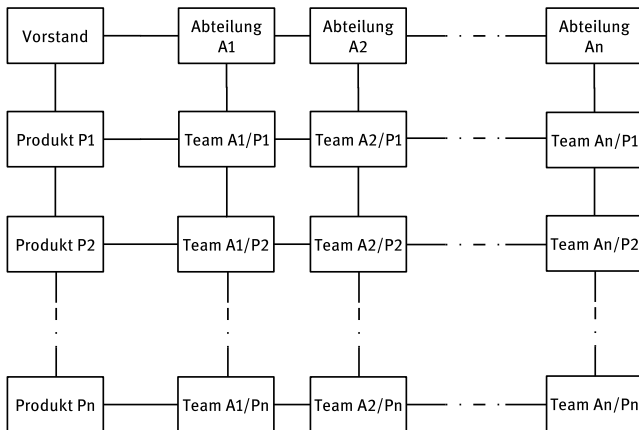 Vorstand
Abteilung
A1
Abteilung
A2
Abteilung
An
Produkt P1
Team A1/P1
Team A2/P1
Team An/P1
Produkt P2
Team A1/P2
Team A2/P2
Team An/P2
Produkt Pn
Team A1/Pn
Team A2/Pn
Team An/Pn